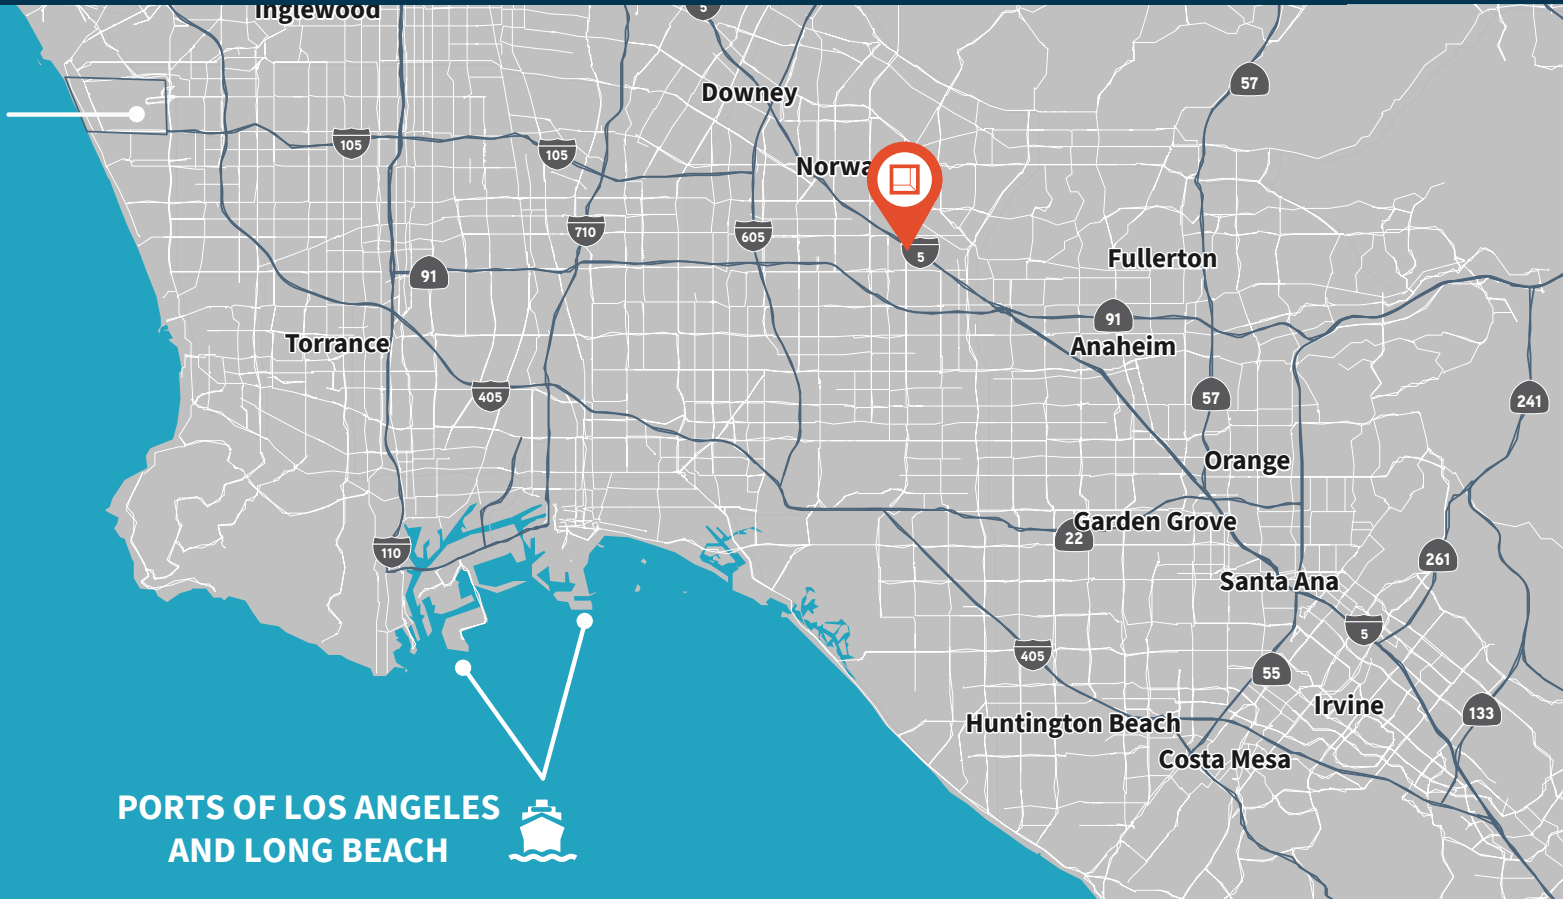 Inglewood
5
57
Downey
105
105
Norwa
710
605
5
Fullerton
91
91
Anaheim
Torrance
405
57
241
Orange
Garden Grove
22
110
261
Santa Ana
5
405
55
Irvine
133
Huntington Beach
Costa Mesa
PORTS OF LOS ANGELES
AND LONG BEACH